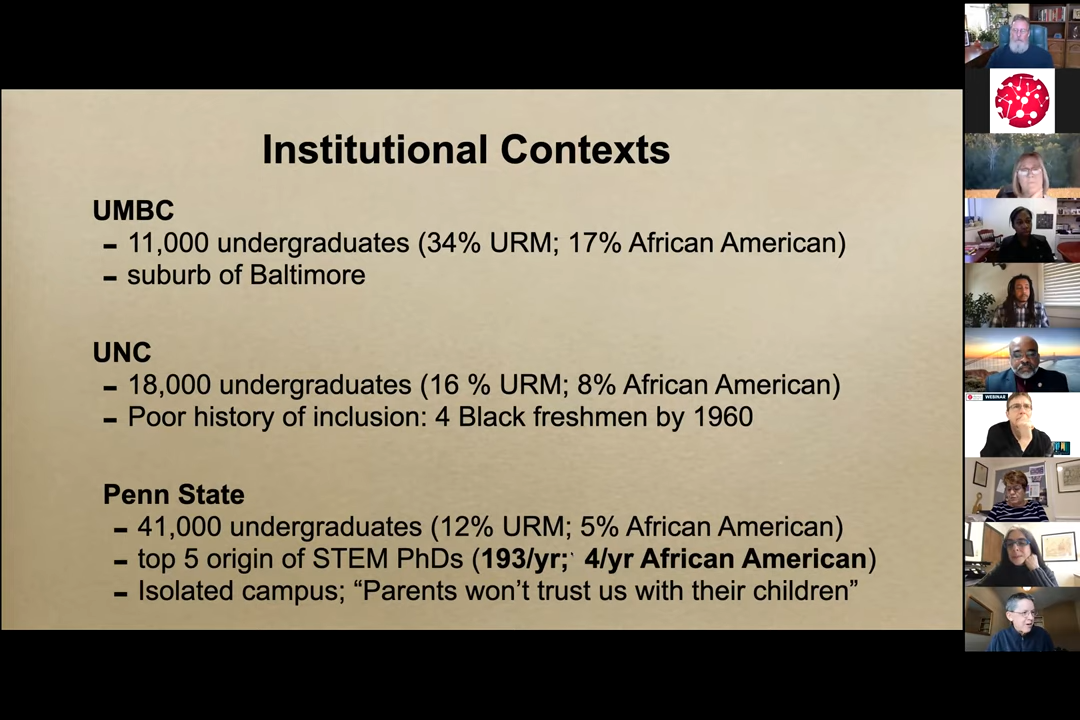 Institutional Contexts
UMBC
– 11,000 undergraduates (34% URM; 17% African American)
– suburb of Baltimore
UNC
– 18,000 undergraduates (16 % URM; 8% African American)
– Poor history of inclusion: 4 Black freshmen by 1960
Penn State
– 41,000 undergraduates (12% URM; 5% African American)
– top 5 origin of STEM PhDs (193/yr;` 4/yr African American)
– Isolated campus; “Parents won’t trust us with their children”
WEBINAR